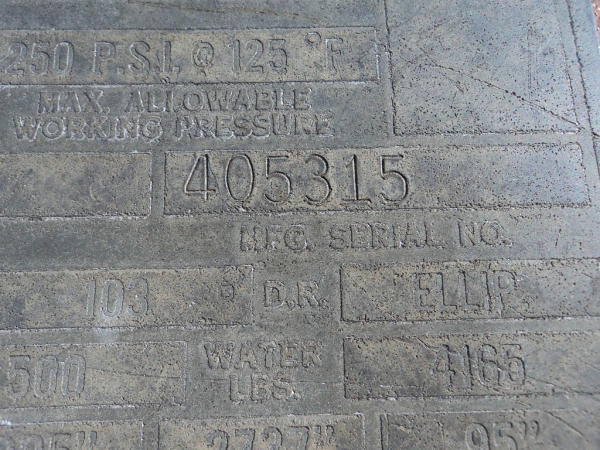 250 P.S.I. @ 125 °F
MAX. ALLOWABLE
WORKING PRESSURE
405315
MFG. SERIAL NO.
103 D.R. ELLIP.
500 WATER LBS. 4165